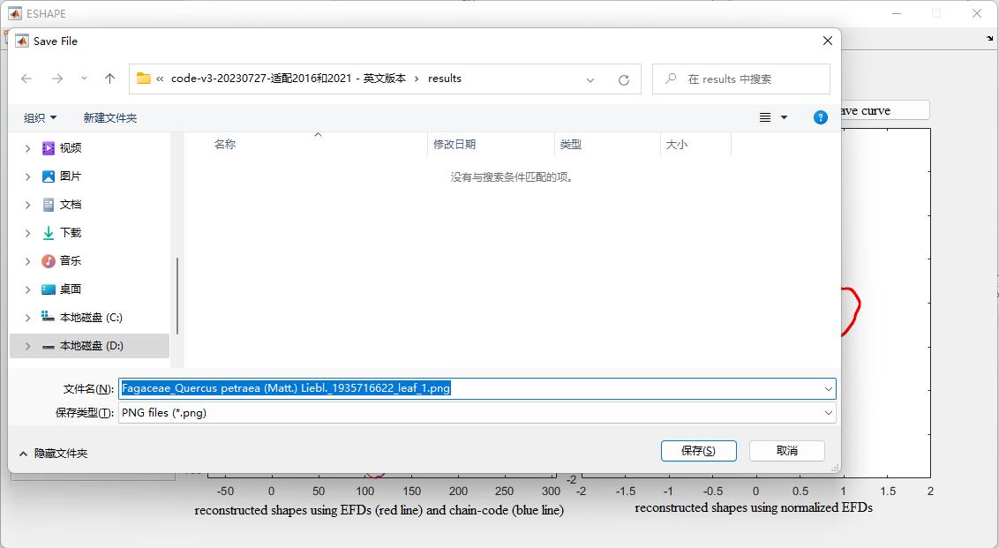 ESHAPE
Save File
« code-v3-20230727-适配2016和2021 - 英文版本 › results
在 results 中搜索
组织
新建文件夹
ave curve
名称
修改日期
类型
大小
没有与搜索条件匹配的项。
视频
图片
文档
下载
音乐
桌面
本地磁盘 (C:)
本地磁盘 (D:)
文件名(N):
Fagaceae_Quercus petraea (Matt.) Liebl._1935716622_leaf_1.png
保存类型(T):
PNG files (*.png)
隐藏文件夹
保存(S)
取消
-2
-50 0 50 100 150 200 250 300
-2 -1.5 -1 -0.5 0 0.5 1 1.5 2
reconstructed shapes using EFDs (red line) and chain-code (blue line)
reconstructed shapes using normalized EFDs